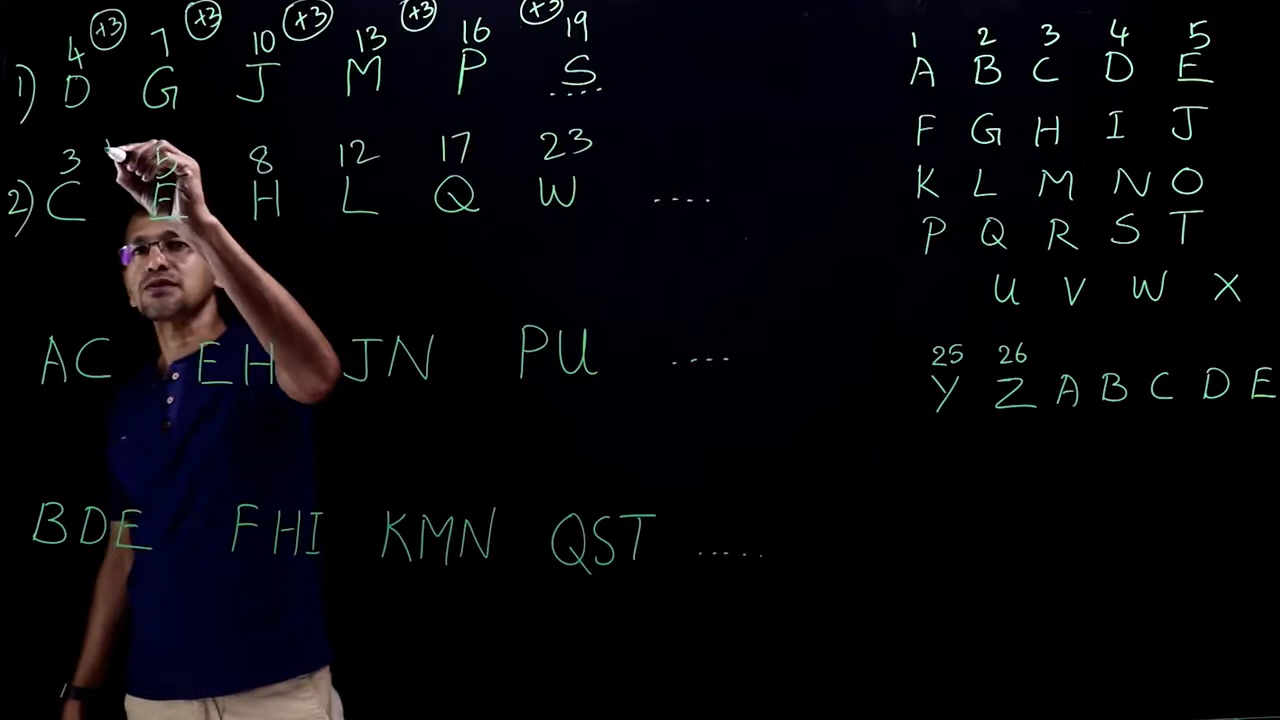 +3 +3 +3 +3 +3
4 7 10 13 16 19
1) D G J M P S
.....
3 5 8 12 17 23
2) C E H L Q W ....
AC EH JN PU ....
BDE FHI KMN QST .....
1 2 3 4 5
A B C D E
F G H I J
K L M N O
P Q R S T
U V W X
25 26
Y Z A B C D E